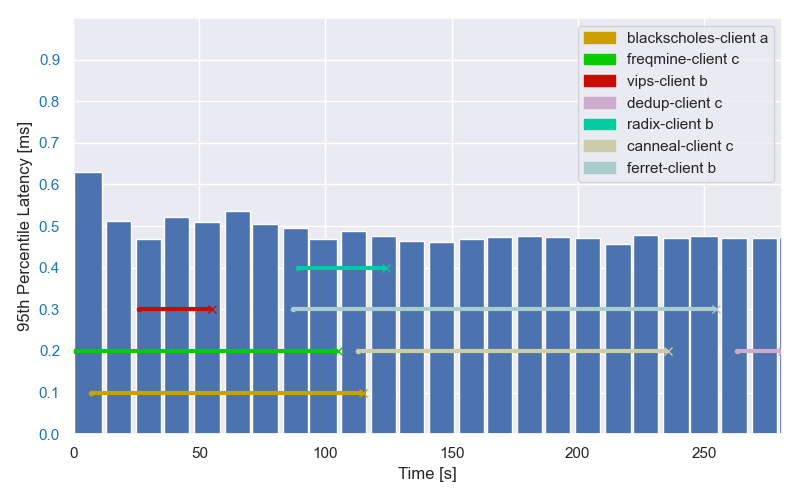 blackscholes-client a
freqmine-client c
vips-client b
dedup-client c
radix-client b
canneal-client c
ferret-client b
95th Percentile Latency [ms]
0.9
0.8
0.7
0.6
0.5
0.4
0.3
0.2
0.1
0.0
0 50 100 150 200 250
Time [s]